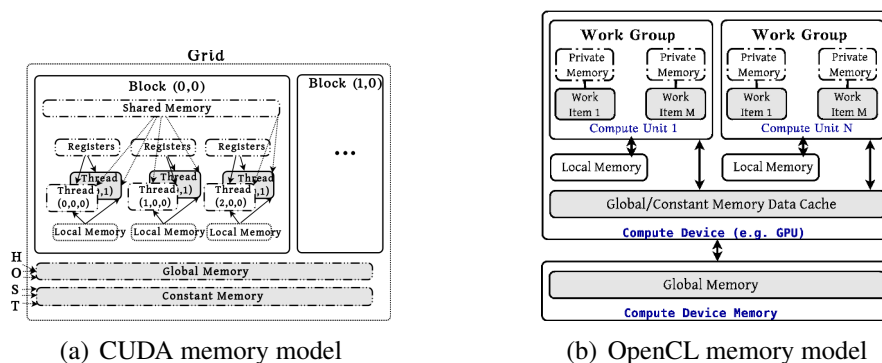 Grid
Block (0,0)
Block (1,0)
Shared Memory
Registers Registers Registers
Thread Thread Thread
,1) ,1) 1)
Thread Thread Thread
(0,0,0) (1,0,0) (2,0,0)
Local Memory Local Memory Local Memory
...
H
O
S
T
Global Memory
Constant Memory
(a) CUDA memory model
Work Group
Private Memory
Private Memory
Work Item 1
Work Item M
Compute Unit 1
Work Group
Private Memory
Private Memory
Work Item 1
Work Item M
Compute Unit N
Local Memory
Local Memory
Global/Constant Memory Data Cache
Compute Device (e.g. GPU)
Global Memory
Compute Device Memory
(b) OpenCL memory model